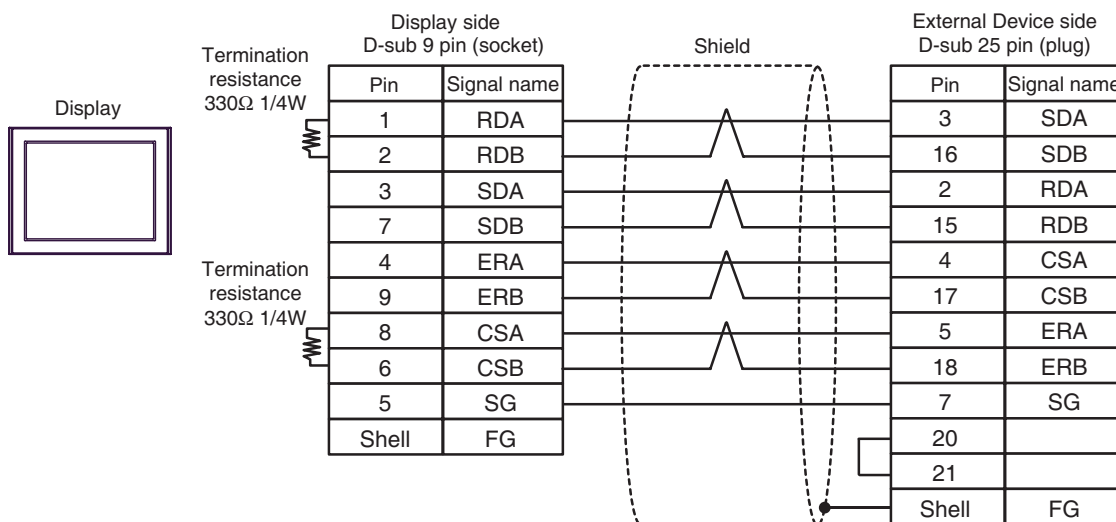 Display
Termination
resistance
330Ω 1/4W
Termination
resistance
330Ω 1/4W
Display side
D-sub 9 pin (socket)
Pin Signal name
1 RDA
2 RDB
3 SDA
7 SDB
4 ERA
9 ERB
8 CSA
6 CSB
5 SG
Shell FG
Shield
External Device side
D-sub 25 pin (plug)
Pin Signal name
3 SDA
16 SDB
2 RDA
15 RDB
4 CSA
17 CSB
5 ERA
18 ERB
7 SG
20
21
Shell FG